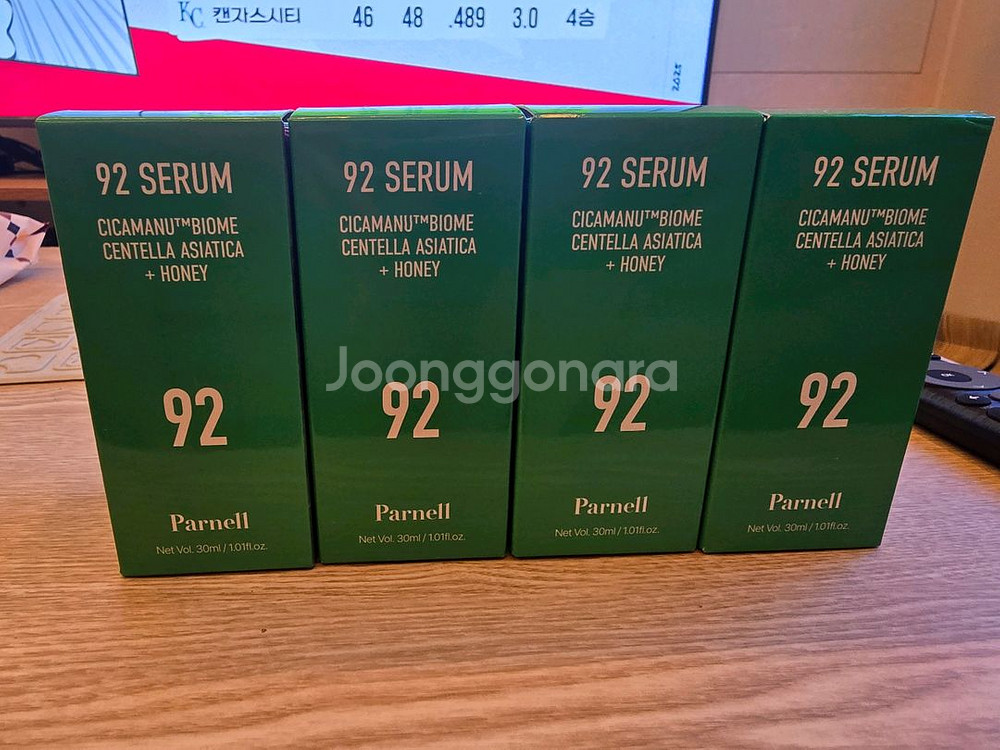 KC 캔자스시티 46 48 .489 3.0 4승
2025
92 SERUM
CICAMANU™BIOME
CENTELLA ASIATICA
+ HONEY
92
Parnell
Net Vol. 30ml / 1.01fl.oz.
92 SERUM
CICAMANU™BIOME
CENTELLA ASIATICA
+ HONEY
92
Parnell
Net Vol. 30ml / 1.01fl.oz.
92 SERUM
CICAMANU™BIOME
CENTELLA ASIATICA
+ HONEY
92
Parnell
Net Vol. 30ml / 1.01fl.oz.
92 SERUM
CICAMANU™BIOME
CENTELLA ASIATICA
+ HONEY
92
Parnell
Net Vol. 30ml / 1.01fl.oz.
Joonggonara